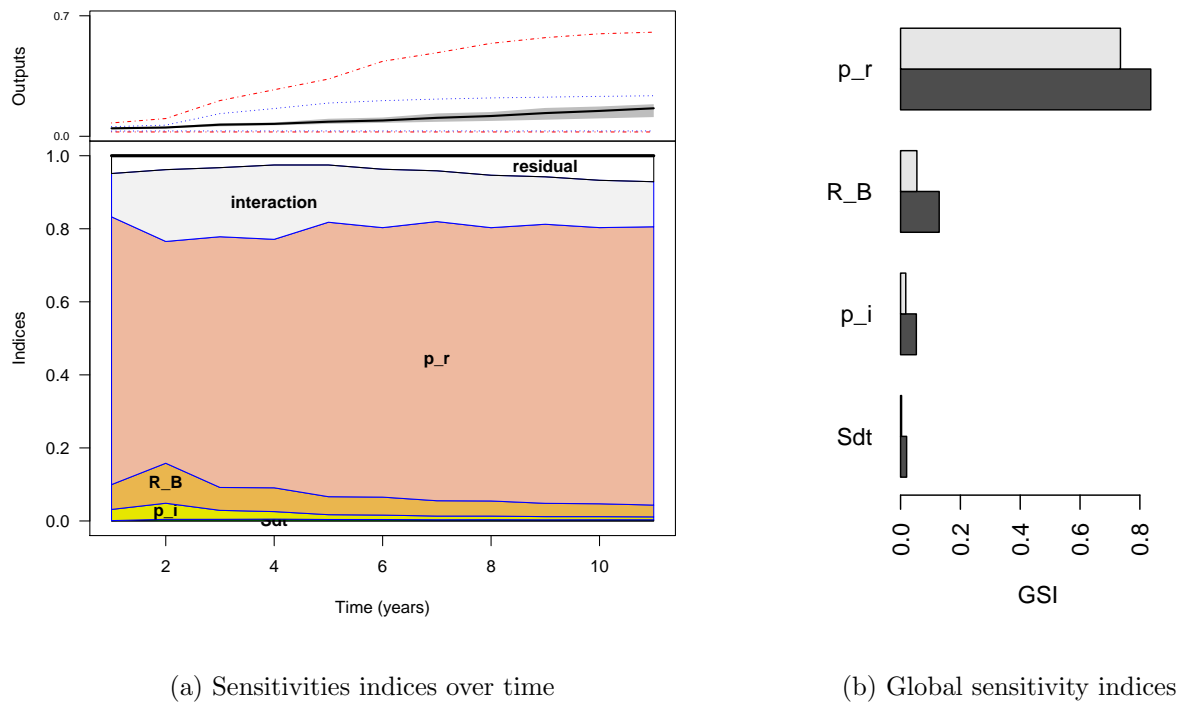 Outputs
0.7
0.0
Indices
1.0
0.8
0.6
0.4
0.2
0.0
residual
interaction
p_r
R_B
p_i
Sdt
2 4 6 8 10
Time (years)
(a) Sensitivities indices over time
p_r
R_B
p_i
Sdt
0.0 0.2 0.4 0.6 0.8
GSI
(b) Global sensitivity indices